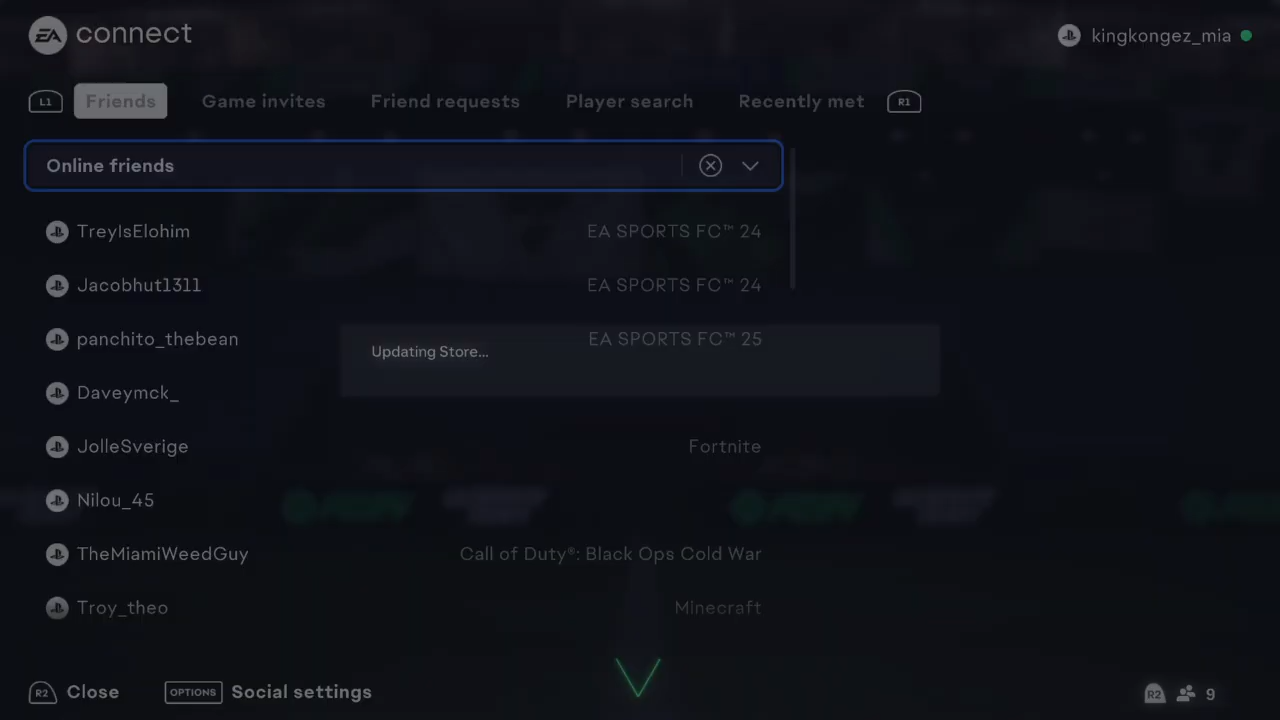 EA connect
kingkongez_mia
L1 Friends Game invites Friend requests Player search Recently met R1
Online friends
TreyIsElohim EA SPORTS FC™ 24
Jacobhut1311 EA SPORTS FC™ 24
panchito_thebean EA SPORTS FC™ 25
Updating Store...
Daveymck_
JolleSverige Fortnite
Nilou_45
TheMiamiWeedGuy Call of Duty®: Black Ops Cold War
Troy_theo Minecraft
R2 Close OPTIONS Social settings R2 9